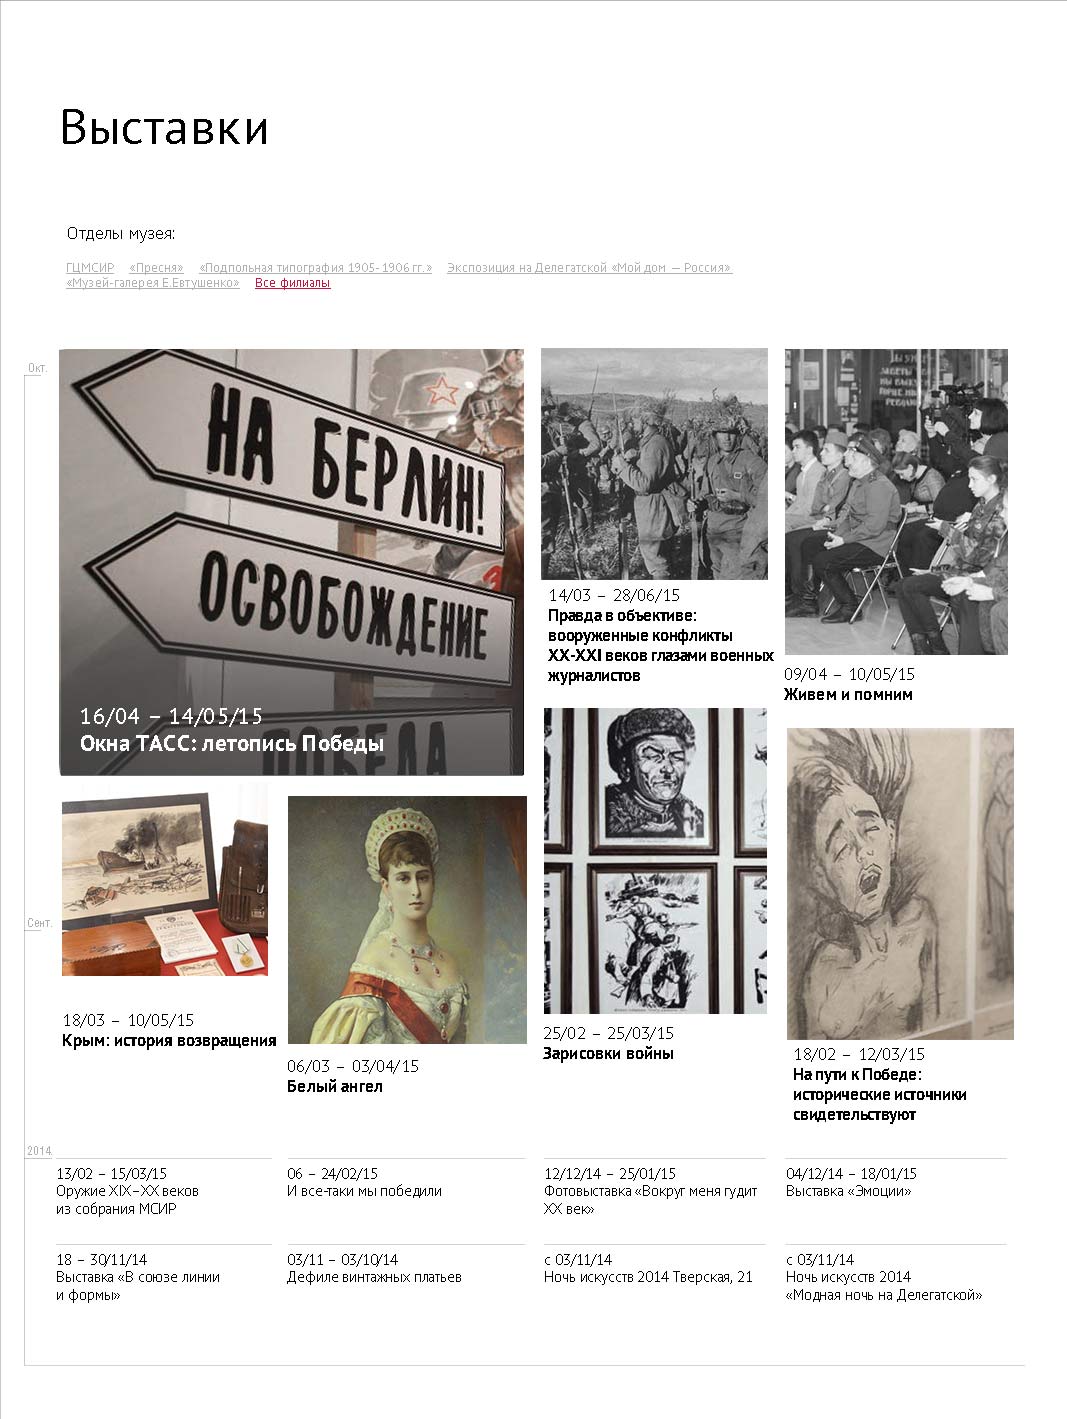 Выставки
Отделы музея:
ГЦМСИР «Пресня» «Подпольная типография 1905-1906 гг.» Экспозиция на Делегатской «Мой дом — Россия»
«Музей-галерея Е.Евтушенко» Все филиалы
Окт.
НА БЕРЛИН!
ОСВОБОЖДЕНИЕ
ПОБЕДА
16/04 – 14/05/15
Окна ТАСС: летопись Победы
14/03 – 28/06/15
Правда в объективе:
вооруженные конфликты
XX-XXI веков глазами военных
журналистов
09/04 – 10/05/15
Живем и помним
Сент.
18/03 – 10/05/15
Крым: история возвращения
06/03 – 03/04/15
Белый ангел
25/02 – 25/03/15
Зарисовки войны
18/02 – 12/03/15
На пути к Победе:
исторические источники
свидетельствуют
2014.
13/02 – 15/03/15
Оружие XIX–XX веков
из собрания МСИР
06 – 24/02/15
И все-таки мы победили
12/12/14 – 25/01/15
Фотовыставка «Вокруг меня гудит
XX век»
04/12/14 – 18/01/15
Выставка «Эмоции»
18 – 30/11/14
Выставка «В союзе линии
и формы»
03/11 – 03/10/14
Дефиле винтажных платьев
с 03/11/14
Ночь искусств 2014 Тверская, 21
с 03/11/14
Ночь искусств 2014
«Модная ночь на Делегатской»